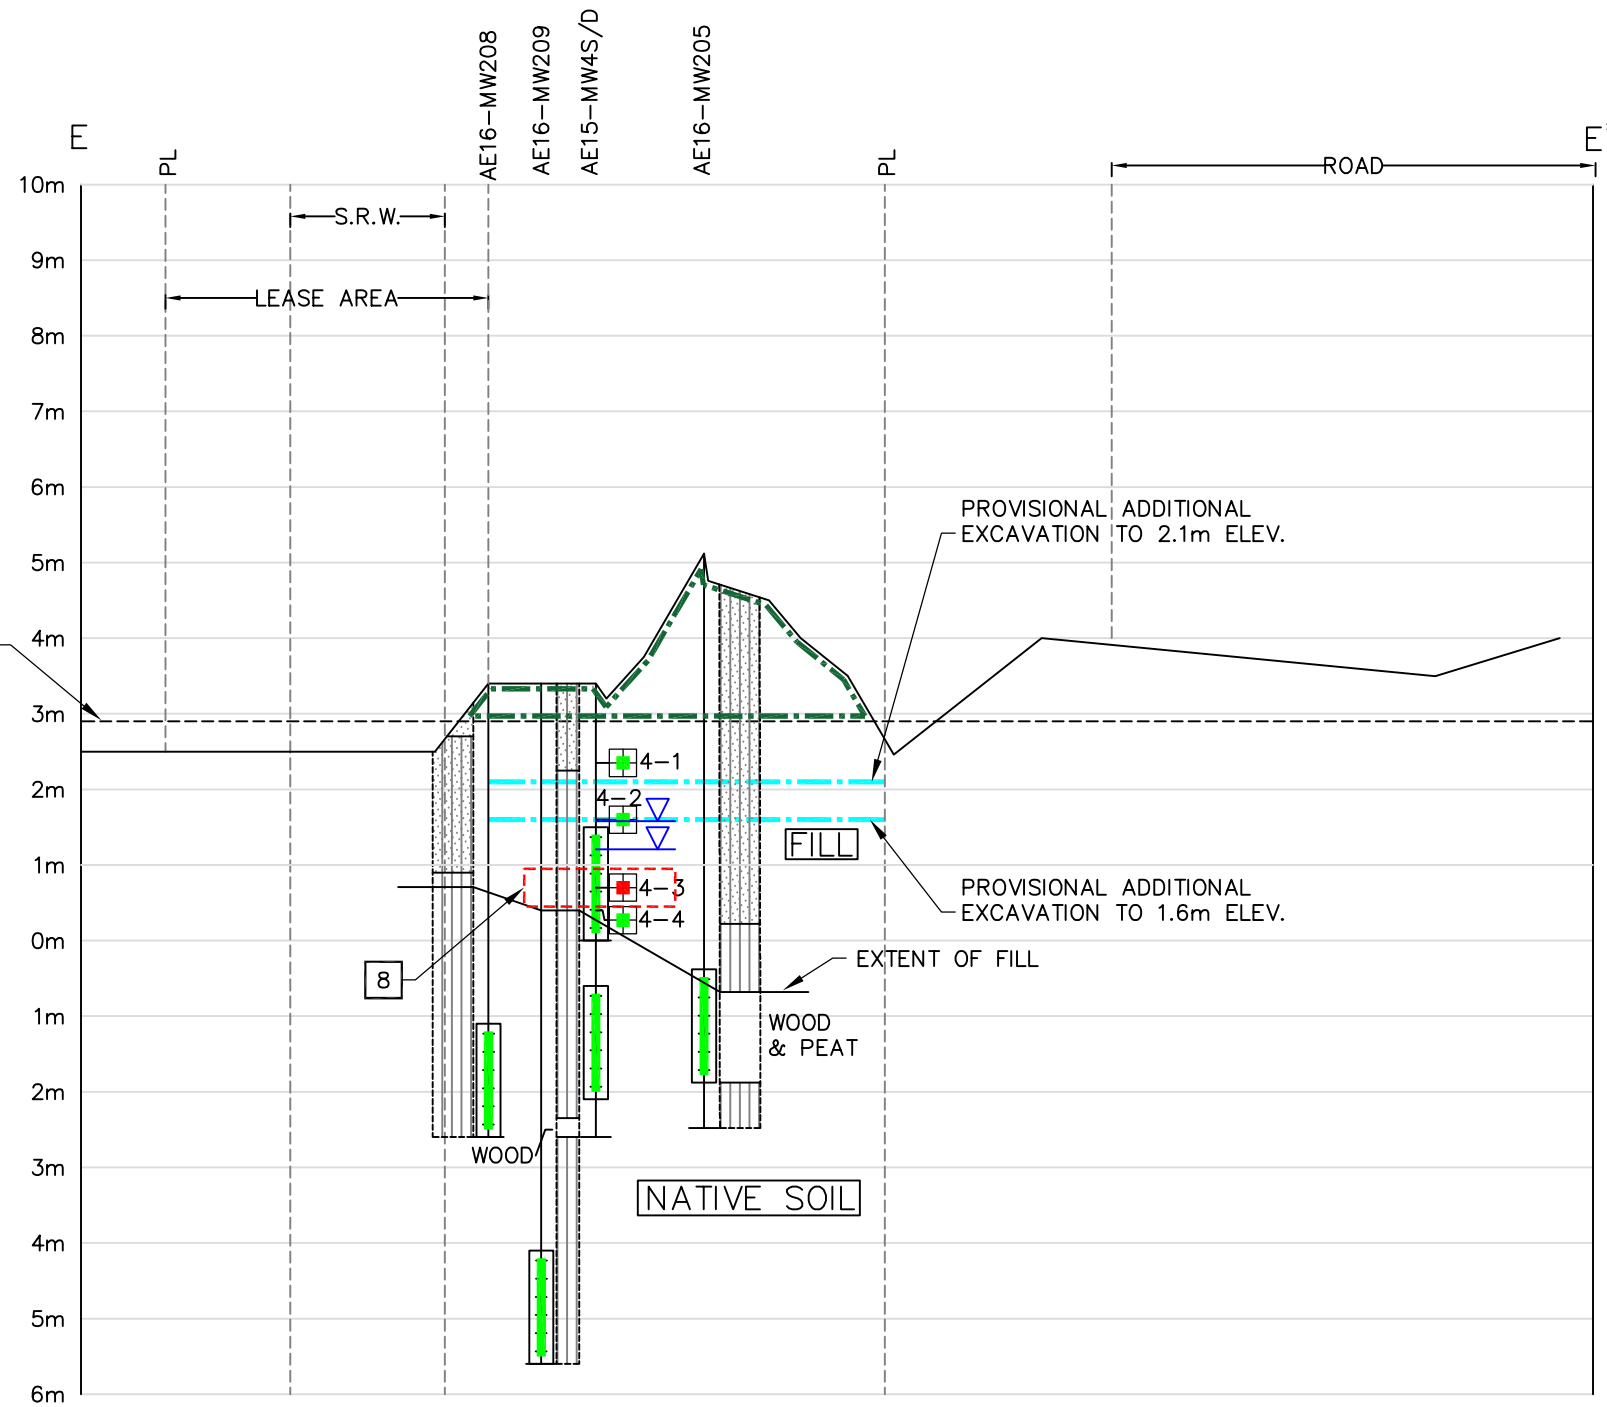 AE16-MW208
AE16-MW209
AE15-MW4S/D
AE16-MW205
E
E'
PL
PL
ROAD
10m
S.R.W.
9m
LEASE AREA
8m
7m
6m
PROVISIONAL ADDITIONAL
EXCAVATION TO 2.1m ELEV.
5m
4m
3m
4-1
2m
4-2
FILL
1m
4-3
PROVISIONAL ADDITIONAL
EXCAVATION TO 1.6m ELEV.
4-4
0m
EXTENT OF FILL
8
1m
WOOD
& PEAT
2m
WOOD
3m
NATIVE SOIL
4m
5m
6m